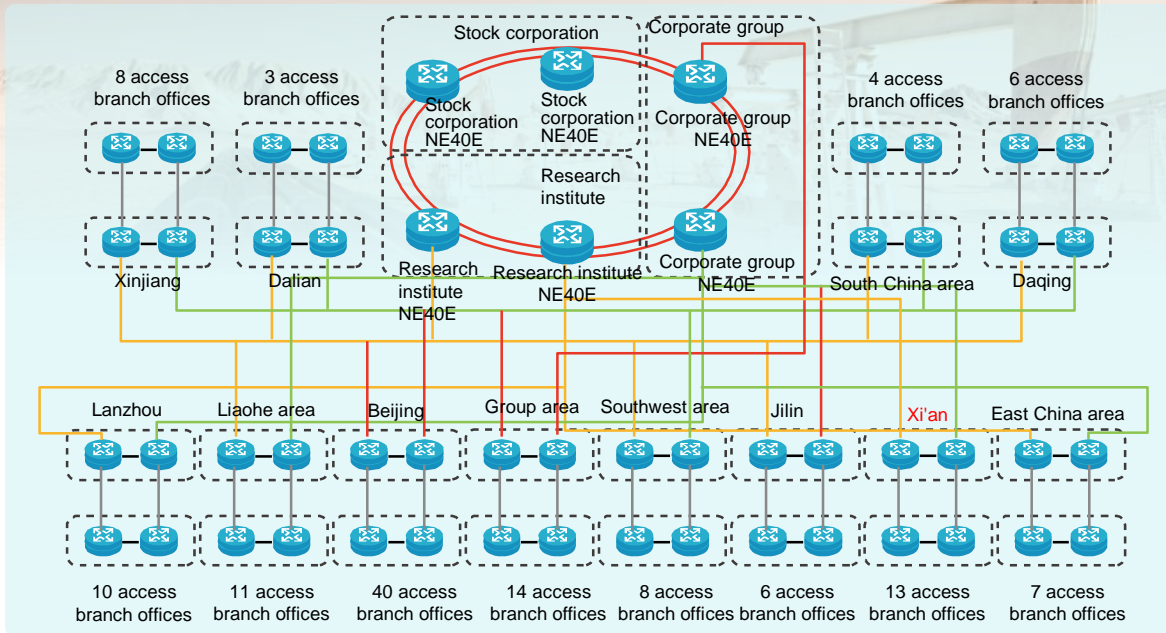 Stock corporation
Corporate group
8 access
branch offices
3 access
branch offices
4 access
branch offices
6 access
branch offices
Stock
corporation
NE40E
Stock
corporation
NE40E
Corporate group
NE40E
Research
institute
Xinjiang
Dalian
Research
institute
NE40E
Research institute
NE40E
Corporate group
NE40E
South China area
Daqing
Lanzhou
Liaohe area
Beijing
Group area
Southwest area
Jilin
Xi'an
East China area
10 access
branch offices
11 access
branch offices
40 access
branch offices
14 access
branch offices
8 access
branch offices
6 access
branch offices
13 access
branch offices
7 access
branch offices